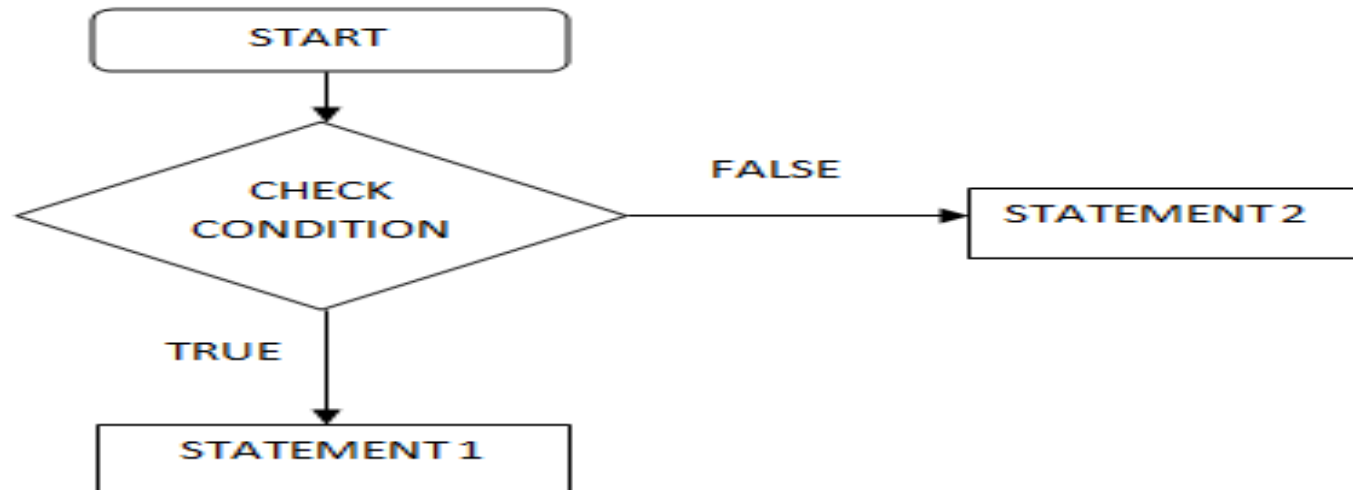 START
CHECK
CONDITION
FALSE
STATEMENT 2
TRUE
STATEMENT 1